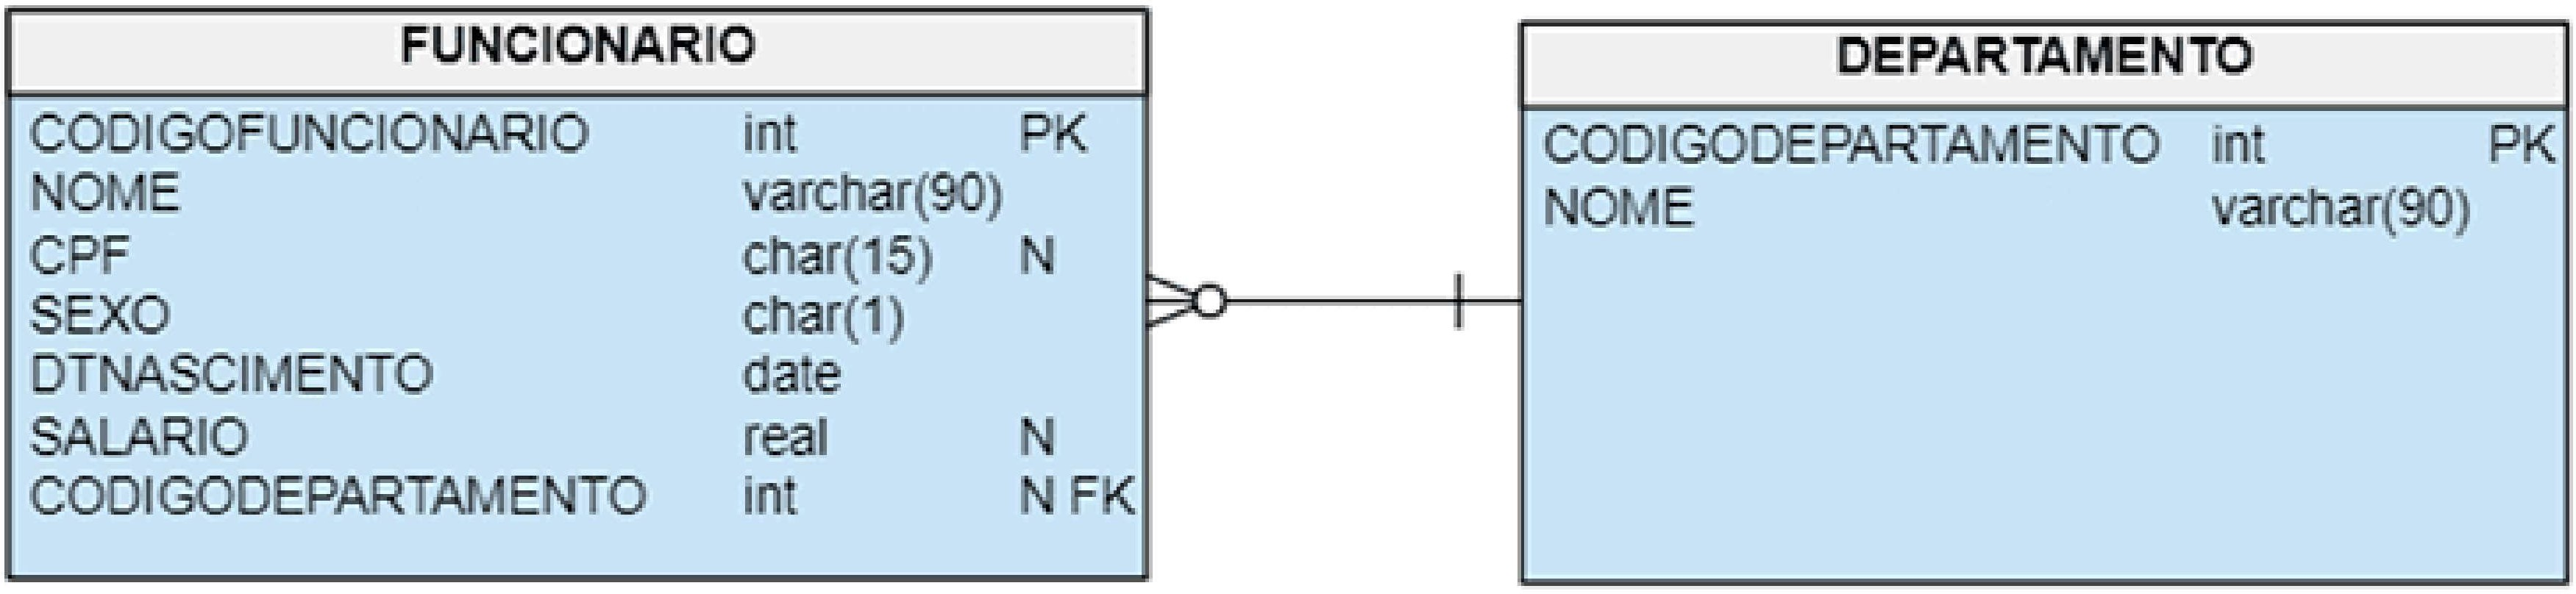 FUNCIONARIO
CODIGOFUNCIONARIO int PK
NOME varchar(90)
CPF char(15) N
SEXO char(1)
DTNASCIMENTO date
SALARIO real N
CODIGODEPARTAMENTO int N FK
DEPARTAMENTO
CODIGODEPARTAMENTO int PK
NOME varchar(90)